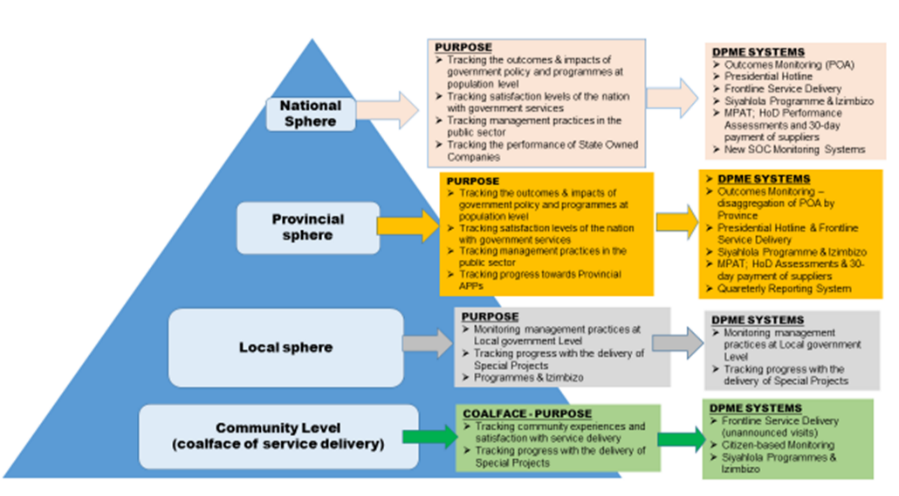 National
Sphere
PURPOSE
➢ Tracking the outcomes & impacts of
government policy and programmes at
population level
➢ Tracking satisfaction levels of the nation
with government services
➢ Tracking management practices in the
public sector
➢ Tracking the performance of State Owned
Companies
DPME SYSTEMS
➢ Outcomes Monitoring (POA)
➢ Presidential Hotline
➢ Frontline Service Delivery
➢ Siyahlola Programme & Izimbizo
➢ MPAT; HoD Performance
Assessments and 30-day
payment of suppliers
➢ New SOC Monitoring Systems
Provincial
sphere
PURPOSE
➢ Tracking the outcomes & impacts of
government policy and programmes at
population level
➢ Tracking satisfaction levels of the nation
with government services
➢ Tracking management practices in the
public sector
➢ Tracking progress towards Provincial
APPs
➢ DPME SYSTEMS
➢ Outcomes Monitoring –
disaggregation of POA by
Province
➢ Presidential Hotline & Frontline
Service Delivery
➢ Siyahlola Programme & Izimbizo
➢ MPAT; HoD Assessments & 30-
day payment of suppliers
➢ Quareterly Reporting System
Local sphere
PURPOSE
➢ Monitoring management practices at
Local government Level
➢ Tracking progress with the delivery of
Special Projects
➢ Programmes & Izimbizo
DPME SYSTEMS
➢ Monitoring management
practices at Local government
Level
➢ Tracking progress with the
delivery of Special Projects
Community Level
(coalface of service delivery)
COALFACE - PURPOSE
➢ Tracking community experiences and
satisfaction with service delivery
➢ Tracking progress with the delivery of
Special Projects
DPME SYSTEMS
➢ Frontline Service Delivery
(unannounced visits)
➢ Citizen-based Monitoring
➢ Siyahlola Programmes &
Izimbizo